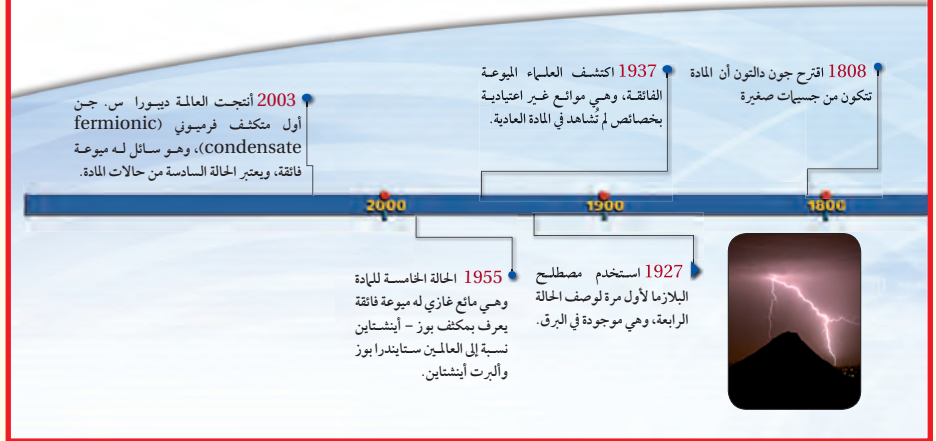 1808 اقترح جون دالتون أن المادة
تتكون من جسيمات صغيرة
1937 اكتشف العلماء الميوعة
الفائقة، وهي موائع غير اعتيادية
بخصائص لم تُشاهد في المادة العادية.
2003 أنتجت العالمة ديبورا س. جن
أول متكثف فرميوني (fermionic
condensate)، وهو سائل له ميوعة
فائقة، ويعتبر الحالة السادسة من حالات المادة.
1800
1900
2000
1927 استخدم مصطلح
البلازما لأول مرة لوصف الحالة
الرابعة، وهي موجودة في البرق.
1955 الحالة الخامسة للمادة
وهي مائع غازي له ميوعة فائقة
يعرف بمكثف بوز – أينشتاين
نسبة إلى العالمين ستايندرا بوز
وألبرت أينشتاين.